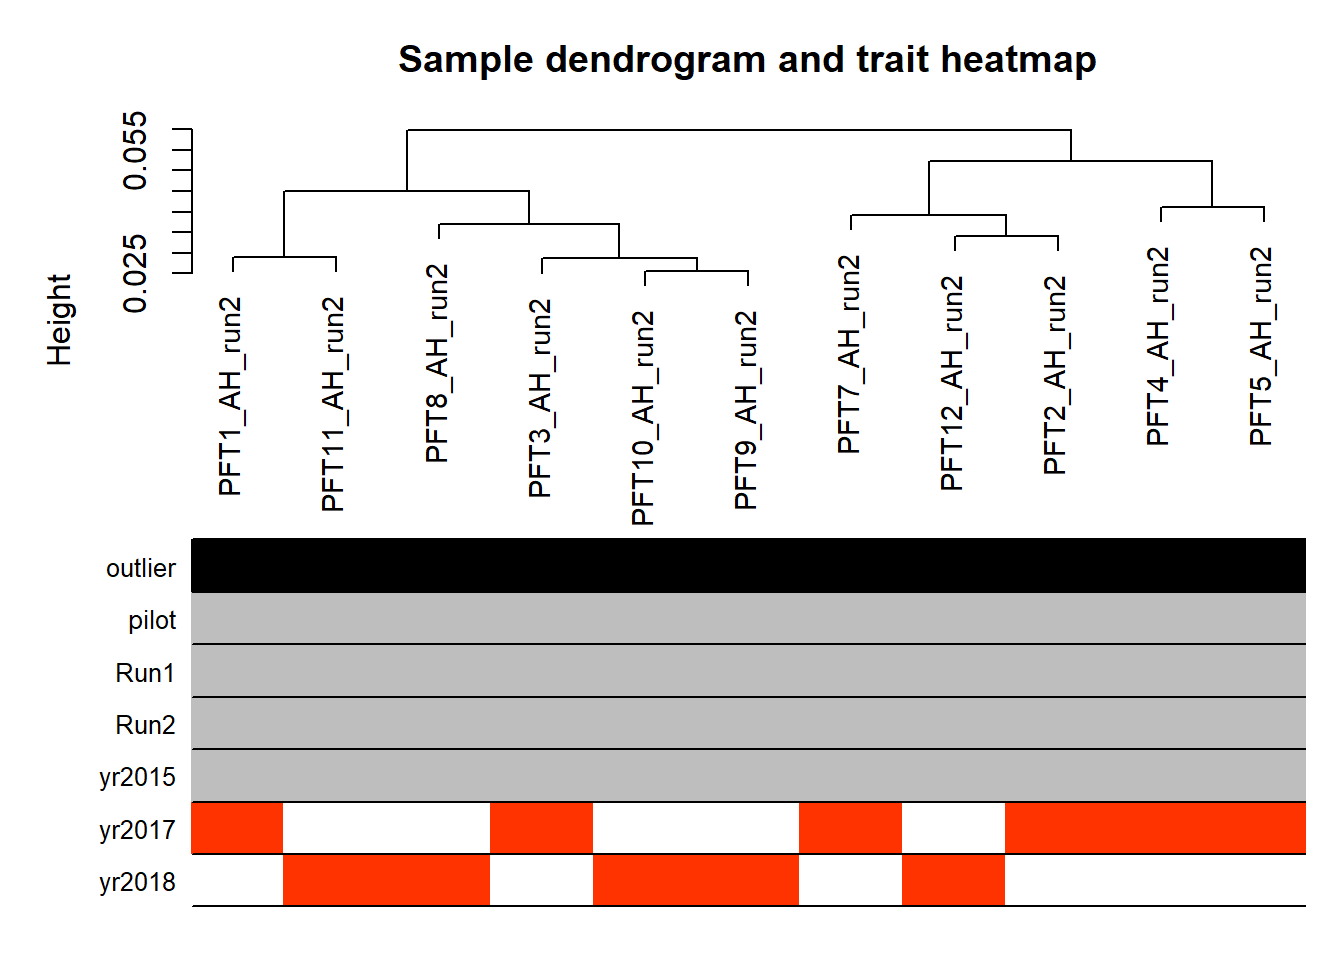 Sample dendrogram and trait heatmap
Height
0.055
0.025
PFT1_AH_run2
PFT11_AH_run2
PFT8_AH_run2
PFT3_AH_run2
PFT10_AH_run2
PFT9_AH_run2
PFT7_AH_run2
PFT12_AH_run2
PFT2_AH_run2
PFT4_AH_run2
PFT5_AH_run2
outlier
pilot
Run1
Run2
yr2015
yr2017
yr2018